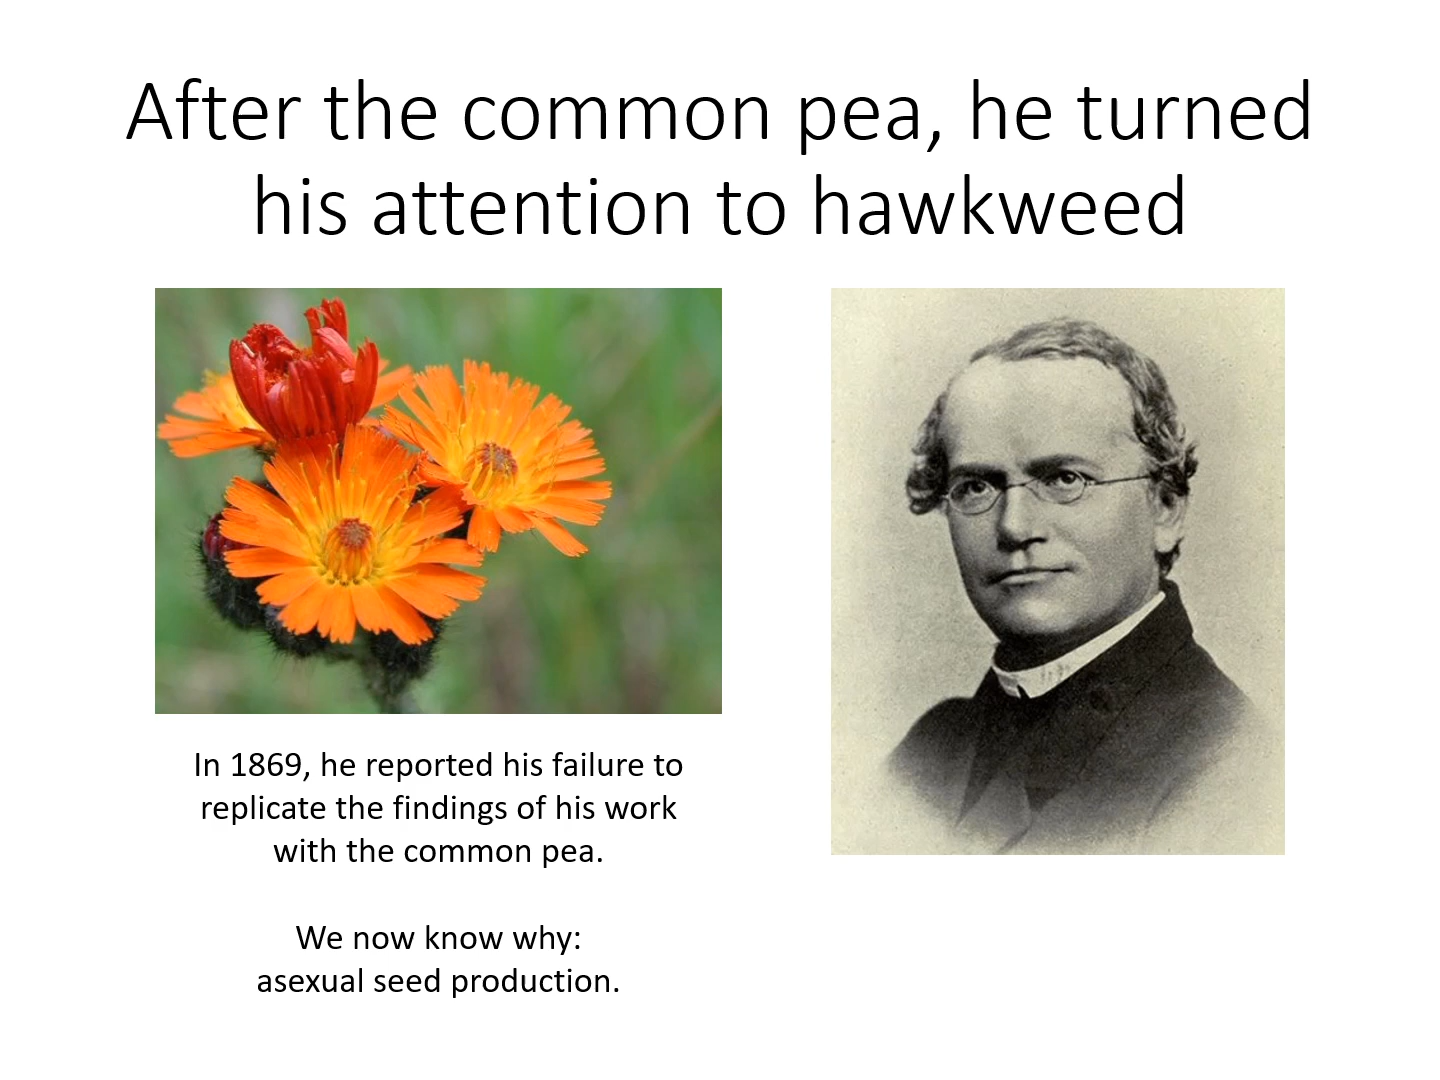 After the common pea, he turned
his attention to hawkweed
In 1869, he reported his failure to
replicate the findings of his work
with the common pea.
We now know why:
asexual seed production.